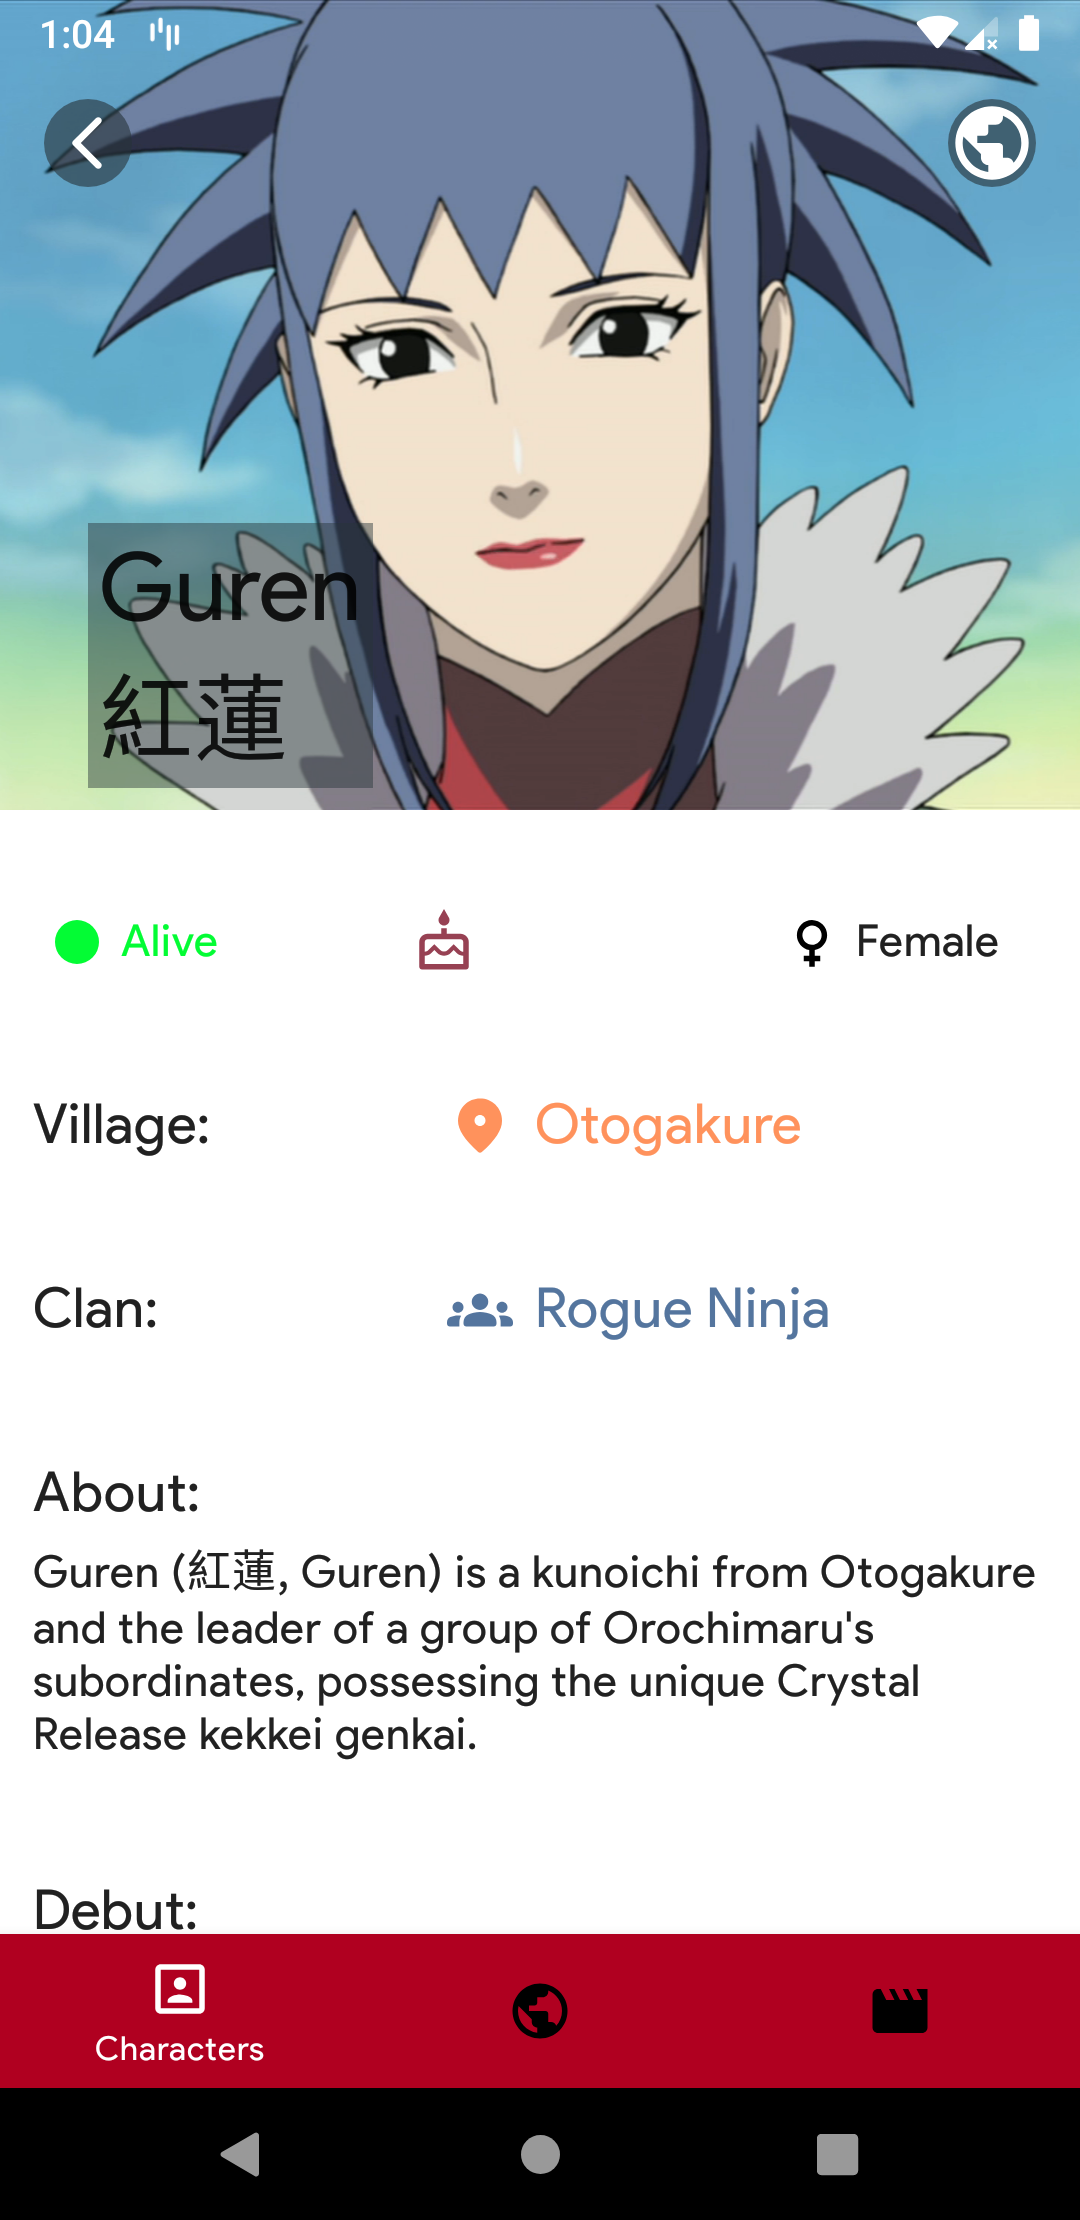 1:04
Guren
紅蓮
Alive
Female
Village:
Otogakure
Clan:
Rogue Ninja
About:
Guren (紅蓮, Guren) is a kunoichi from Otogakure
and the leader of a group of Orochimaru's
subordinates, possessing the unique Crystal
Release kekkei genkai.
Debut:
Characters